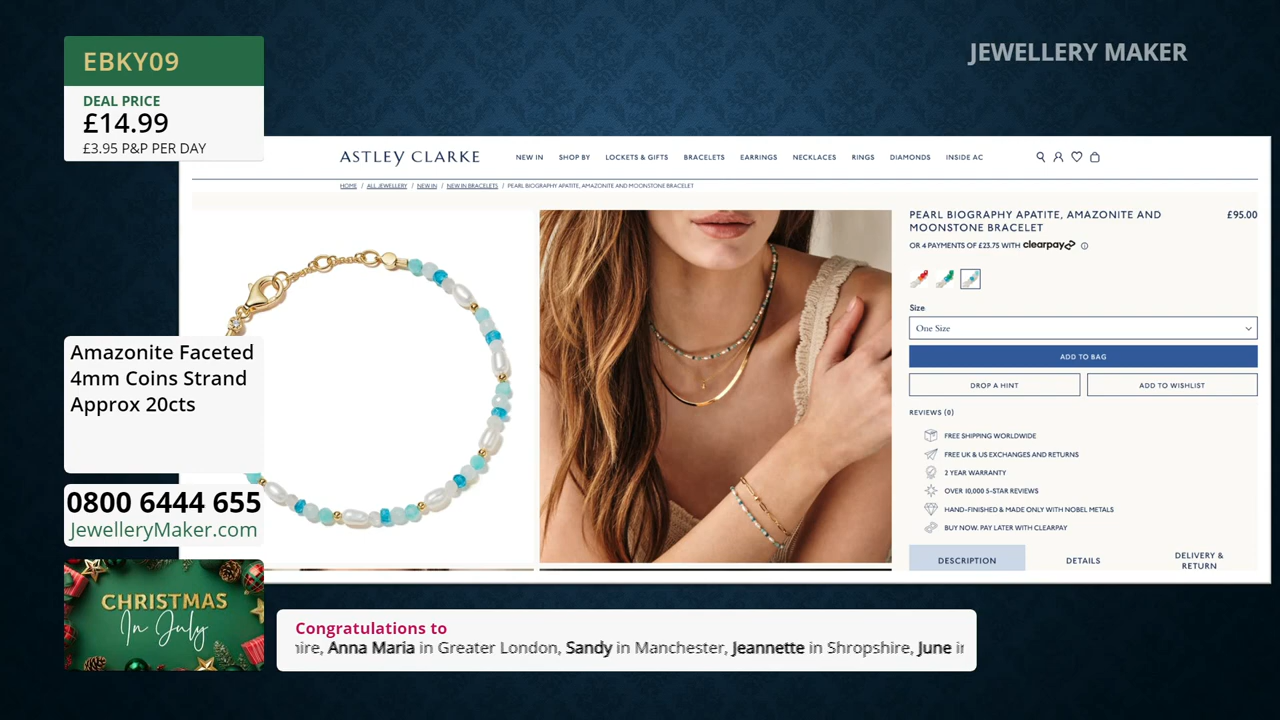 EBKY09
DEAL PRICE
£14.99
£3.95 P&P PER DAY
JEWELLERY MAKER
ASTLEY CLARKE
NEW IN SHOP BY LOCKETS & GIFTS BRACELETS EARRINGS NECKLACES RINGS DIAMONDS INSIDE AC
HOME / ALL JEWELLERY / NEW IN / NEW IN BRACELETS / PEARL BIOGRAPHY APATITE, AMAZONITE AND MOONSTONE BRACELET
PEARL BIOGRAPHY APATITE, AMAZONITE AND
MOONSTONE BRACELET
£95.00
OR 4 PAYMENTS OF £23.75 WITH clearpay
Size
One Size
ADD TO BAG
DROP A HINT
ADD TO WISHLIST
REVIEWS (0)
FREE SHIPPING WORLDWIDE
FREE UK & US EXCHANGES AND RETURNS
2 YEAR WARRANTY
OVER 10,000 5-STAR REVIEWS
HAND-FINISHED & MADE ONLY WITH NOBEL METALS
BUY NOW. PAY LATER WITH CLEARPAY
DESCRIPTION
DETAILS
DELIVERY &
RETURN
Amazonite Faceted
4mm Coins Strand
Approx 20cts
0800 6444 655
JewelleryMaker.com
CHRISTMAS
In July
Congratulations to
Anna Maria in Greater London, Sandy in Manchester, Jeannette in Shropshire, June